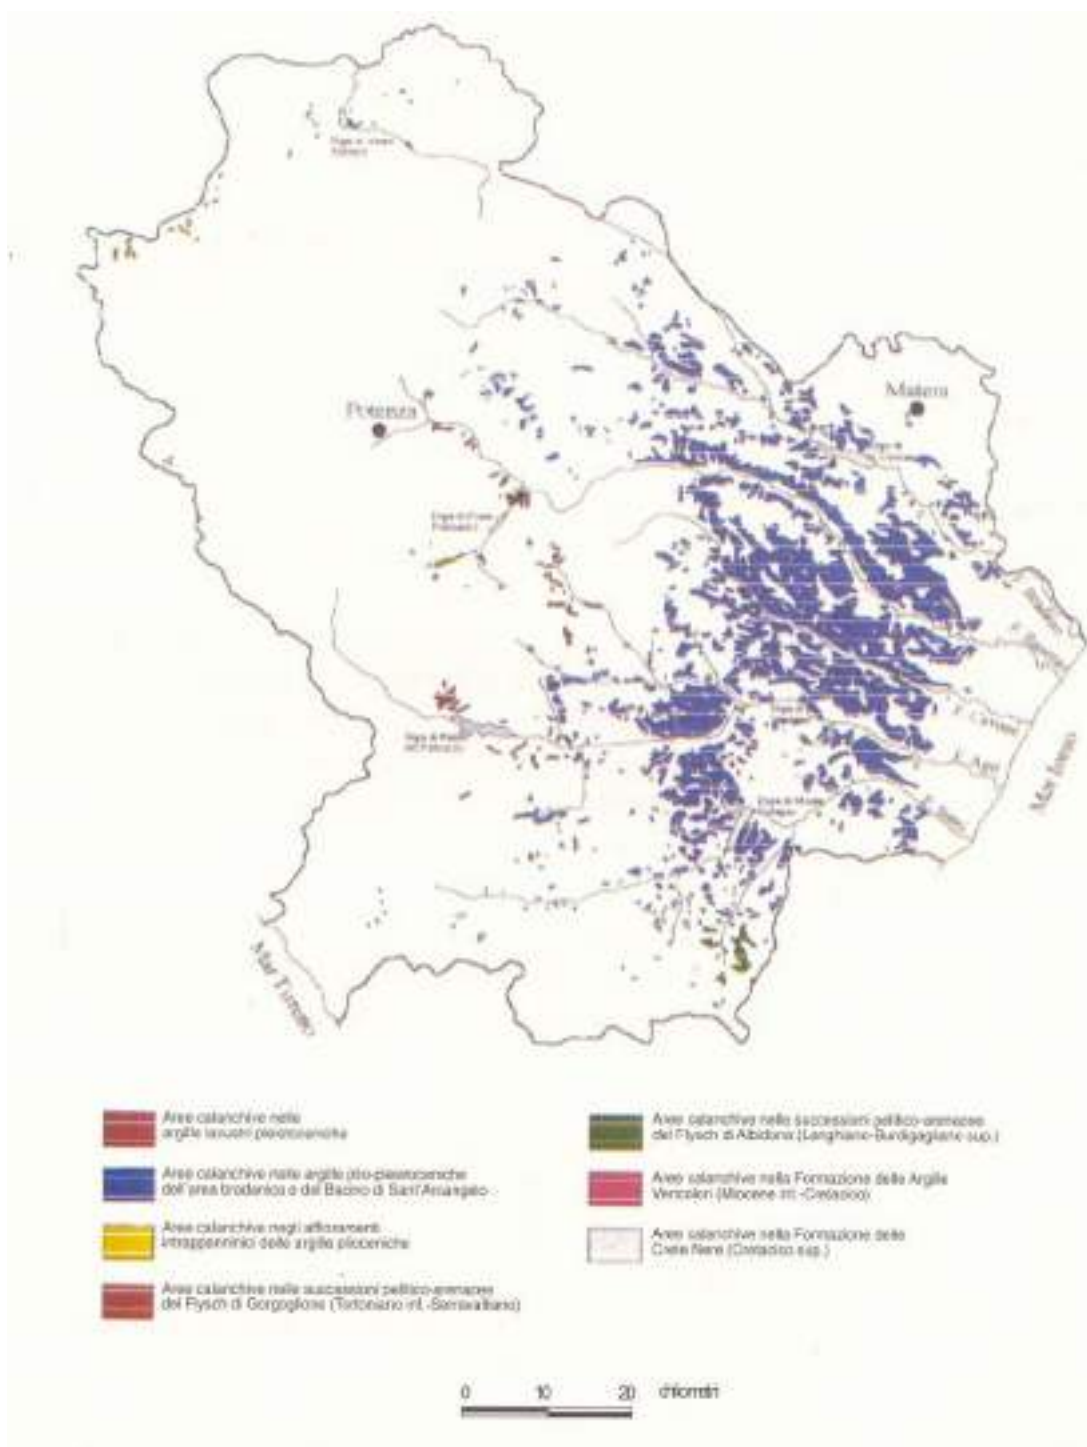 Potenza
Matera
Mar Ionio
Mar Tirreno
Aree calanchive nelle
argille lacustri pleistoceniche
Aree calanchive nelle argille plio-pleistoceniche
dell'area bradanica e del Bacino di Sant'Arcangelo
Aree calanchive negli affioramenti
intrappenninici delle argille plioceniche
Aree calanchive nelle successioni pelitico-arenacee
del Flysch di Gorgoglione (Tortoniano inf.-Serravalliano)
Aree calanchive nelle successioni pelitico-arenacee
del Flysch di Albidona (Langhiano-Burdigagliano sup.)
Aree calanchive nella Formazione delle Argille
Varicolori (Miocene inf.-Cretacico)
Aree calanchive nella Formazione delle
Crete Nere (Cretacico sup.)
0 10 20 chilometri